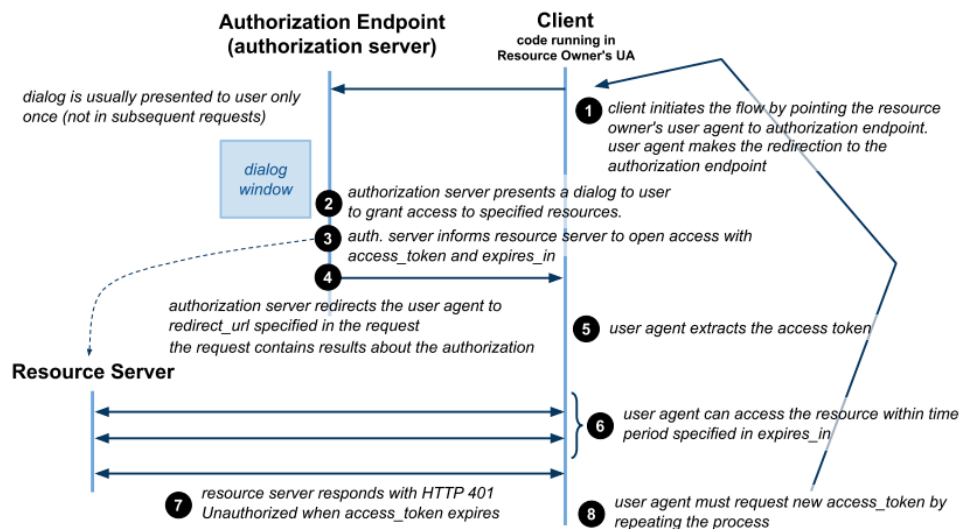 Authorization Endpoint
(authorization server)
Client
code running in
Resource Owner's UA
dialog is usually presented to user only
once (not in subsequent requests)
1 client initiates the flow by pointing the resource
owner's user agent to authorization endpoint.
user agent makes the redirection to the
authorization endpoint
dialog
window
2 authorization server presents a dialog to user
to grant access to specified resources.
3 auth. server informs resource server to open access with
access_token and expires_in
4
authorization server redirects the user agent to
redirect_url specified in the request
the request contains results about the authorization
5 user agent extracts the access token
Resource Server
6 user agent can access the resource within time
period specified in expires_in
7 resource server responds with HTTP 401
Unauthorized when access_token expires
8 user agent must request new access_token by
repeating the process